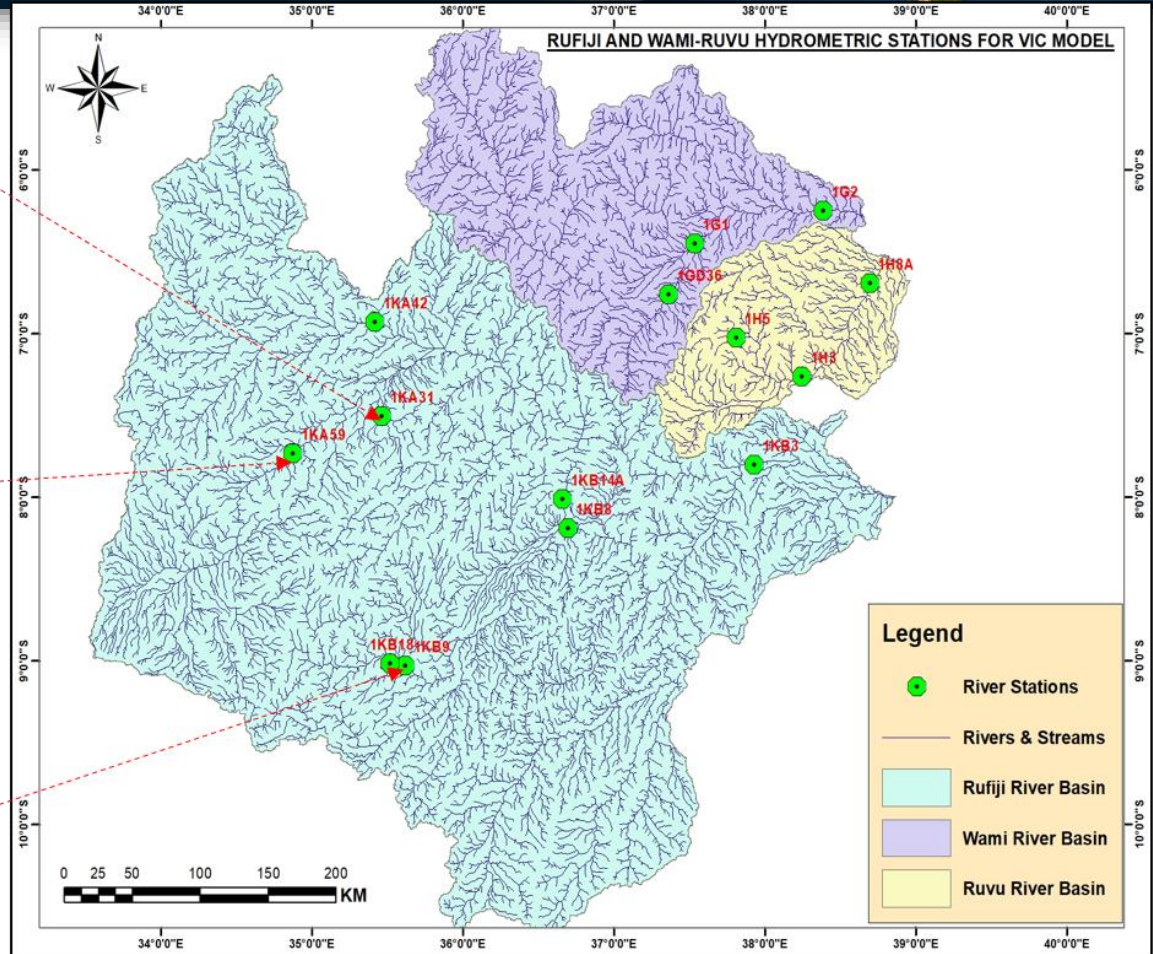 34°0'0"E 35°0'0"E 36°0'0"E 37°0'0"E 38°0'0"E 39°0'0"E 40°0'0"E
RUFIJI AND WAMI-RUVU HYDROMETRIC STATIONS FOR VIC MODEL
N
W E
S
6°0'0"S 6°0'0"S
1G2
1G1
1H8A
1GD36
1KA42
1H5
7°0'0"S 7°0'0"S
1H3
1KA31
1KA59
1KB3
1KB14A
8°0'0"S 8°0'0"S
1KB8
1KB18 1KB9
9°0'0"S 9°0'0"S
10°0'0"S 10°0'0"S
Legend
River Stations
Rivers & Streams
Rufiji River Basin
Wami River Basin
Ruvu River Basin
0 25 50 100 150 200
KM
34°0'0"E 35°0'0"E 36°0'0"E 37°0'0"E 38°0'0"E 39°0'0"E 40°0'0"E